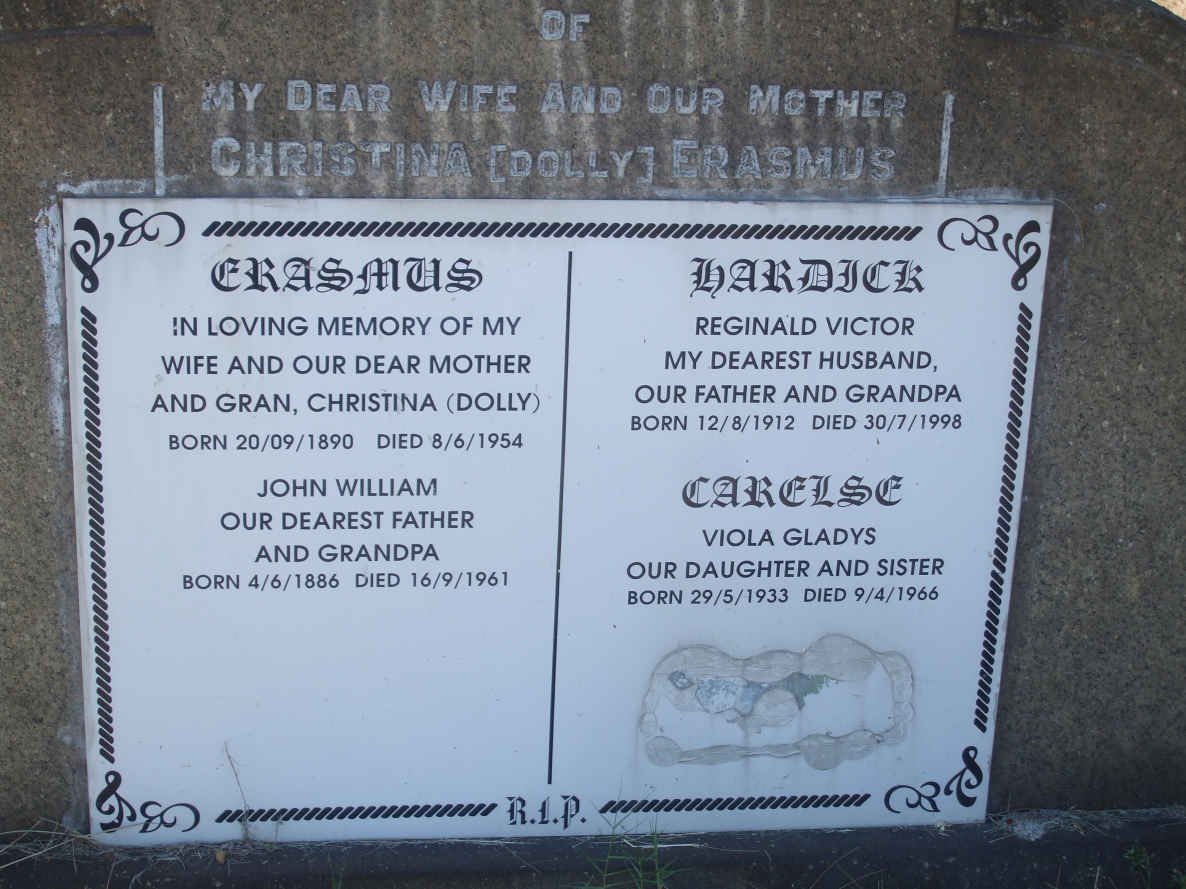 OF
MY DEAR WIFE AND OUR MOTHER
CHRISTINA [DOLLY] ERASMUS
ERASMUS
IN LOVING MEMORY OF MY
WIFE AND OUR DEAR MOTHER
AND GRAN, CHRISTINA (DOLLY)
BORN 20/09/1890 DIED 8/6/1954
JOHN WILLIAM
OUR DEAREST FATHER
AND GRANDPA
BORN 4/6/1886 DIED 16/9/1961
HARDICK
REGINALD VICTOR
MY DEAREST HUSBAND,
OUR FATHER AND GRANDPA
BORN 12/8/1912 DIED 30/7/1998
CARELSE
VIOLA GLADYS
OUR DAUGHTER AND SISTER
BORN 29/5/1933 DIED 9/4/1966
R.I.P.